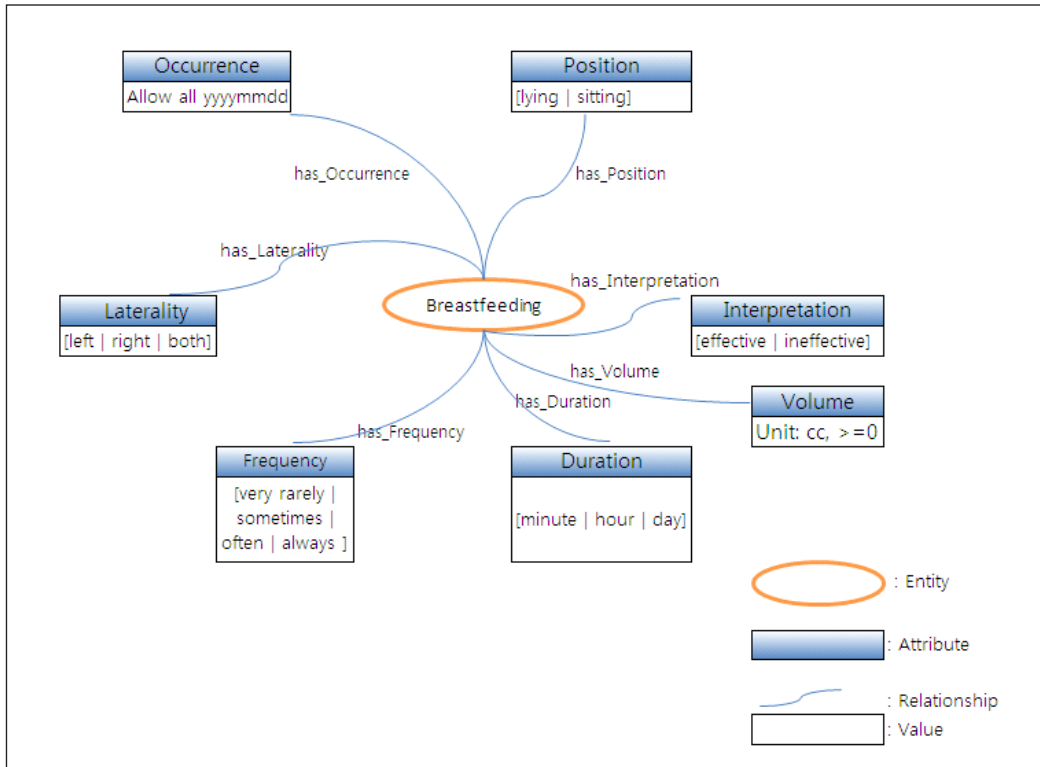 Occurrence
Allow all yyyymmdd
Position
[lying | sitting]
has_Occurrence
has_Position
has_Laterality
has_Interpretation
Laterality
[left | right | both]
Breastfeeding
Interpretation
[effective | ineffective]
has_Volume
has_Duration
Volume
Unit: cc, >=0
has_Frequency
Frequency
[very rarely |
sometimes |
often | always ]
Duration
[minute | hour | day]
: Entity
: Attribute
: Relationship
: Value